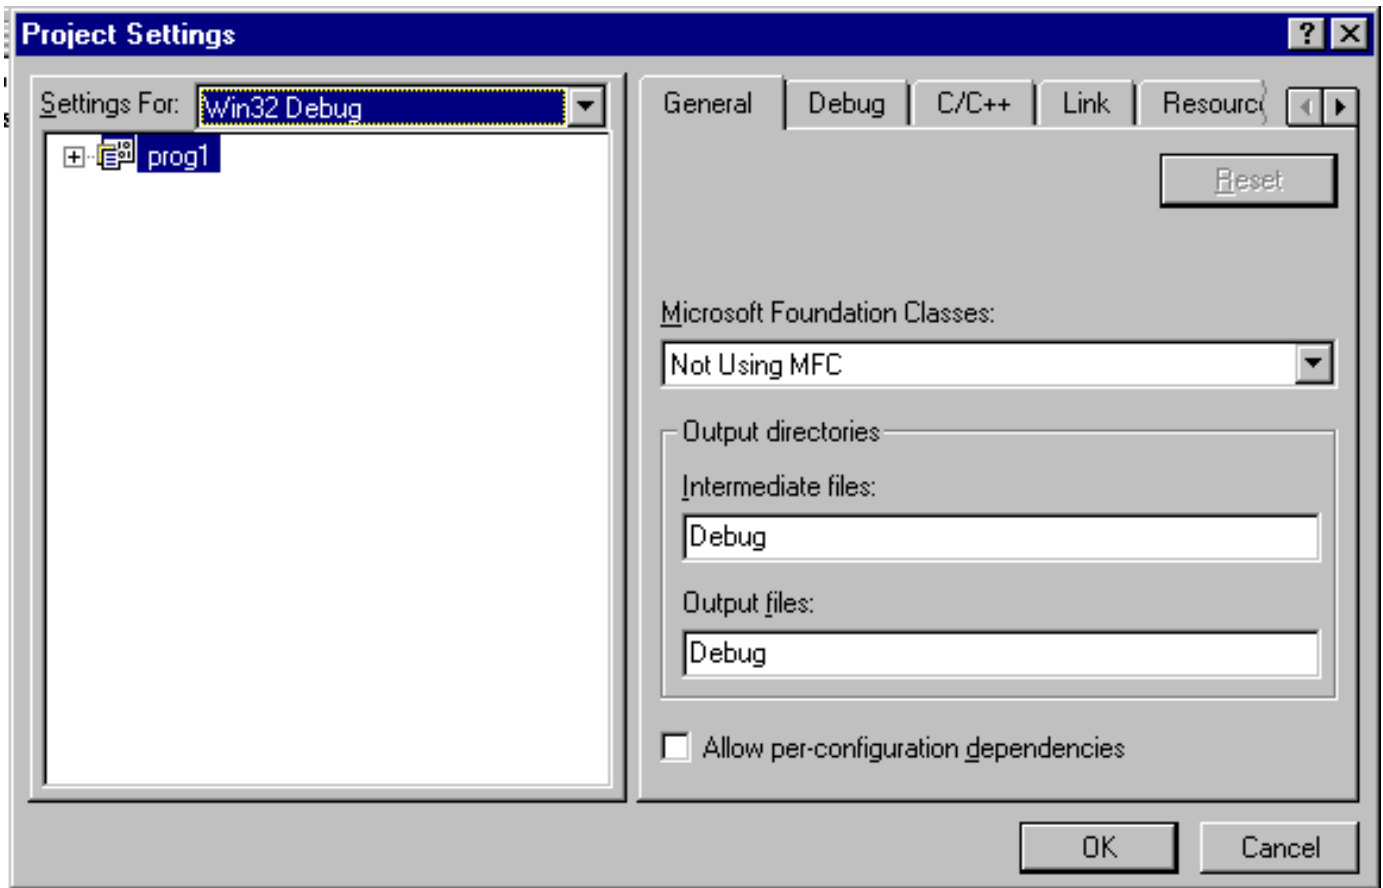 Project Settings
Settings For: Win32 Debug
prog1
General Debug C/C++ Link Resourc
Reset
Microsoft Foundation Classes:
Not Using MFC
Output directories
Intermediate files:
Debug
Output files:
Debug
Allow per-configuration dependencies
OK Cancel